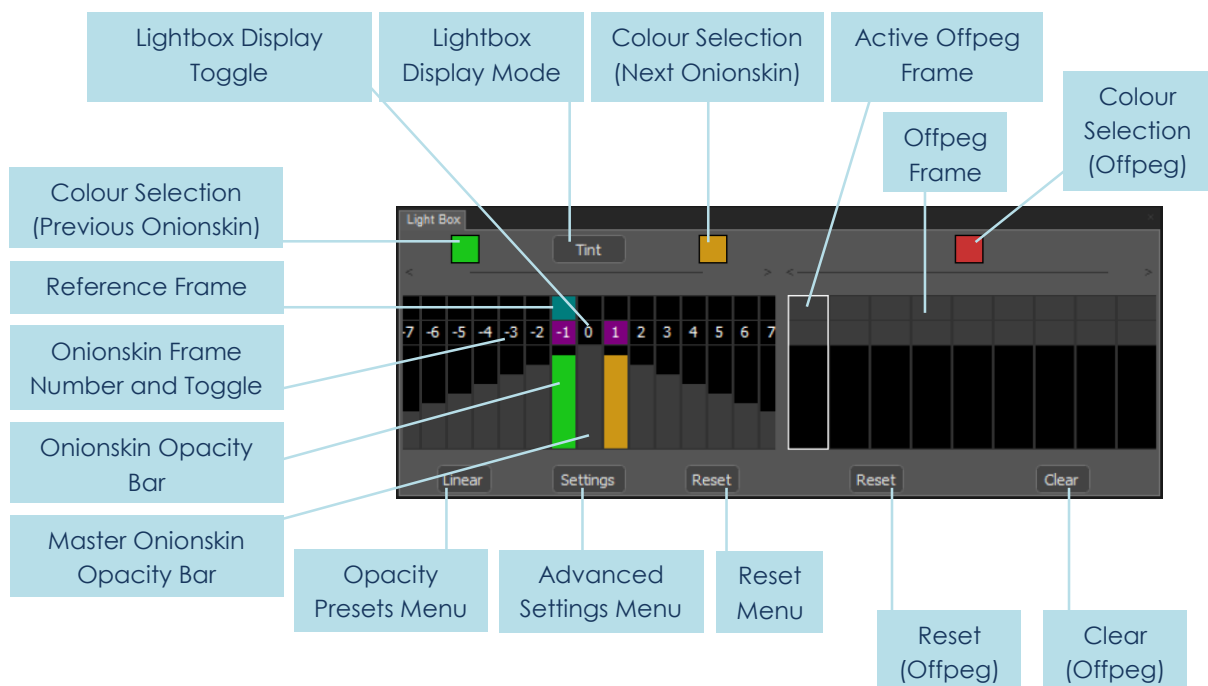 Lightbox Display
Toggle
Lightbox
Display Mode
Colour Selection
(Next Onionskin)
Active Offpeg
Frame
Colour
Selection
(Offpeg)
Offpeg
Frame
Colour Selection
(Previous Onionskin)
Reference Frame
Onionskin Frame
Number and Toggle
Onionskin Opacity
Bar
Master Onionskin
Opacity Bar
Light Box
Tint
< > < >
-7 -6 -5 -4 -3 -2 -1 0 1 2 3 4 5 6 7
Linear Settings Reset Reset Clear
Opacity
Presets Menu
Advanced
Settings Menu
Reset
Menu
Reset
(Offpeg)
Clear
(Offpeg)